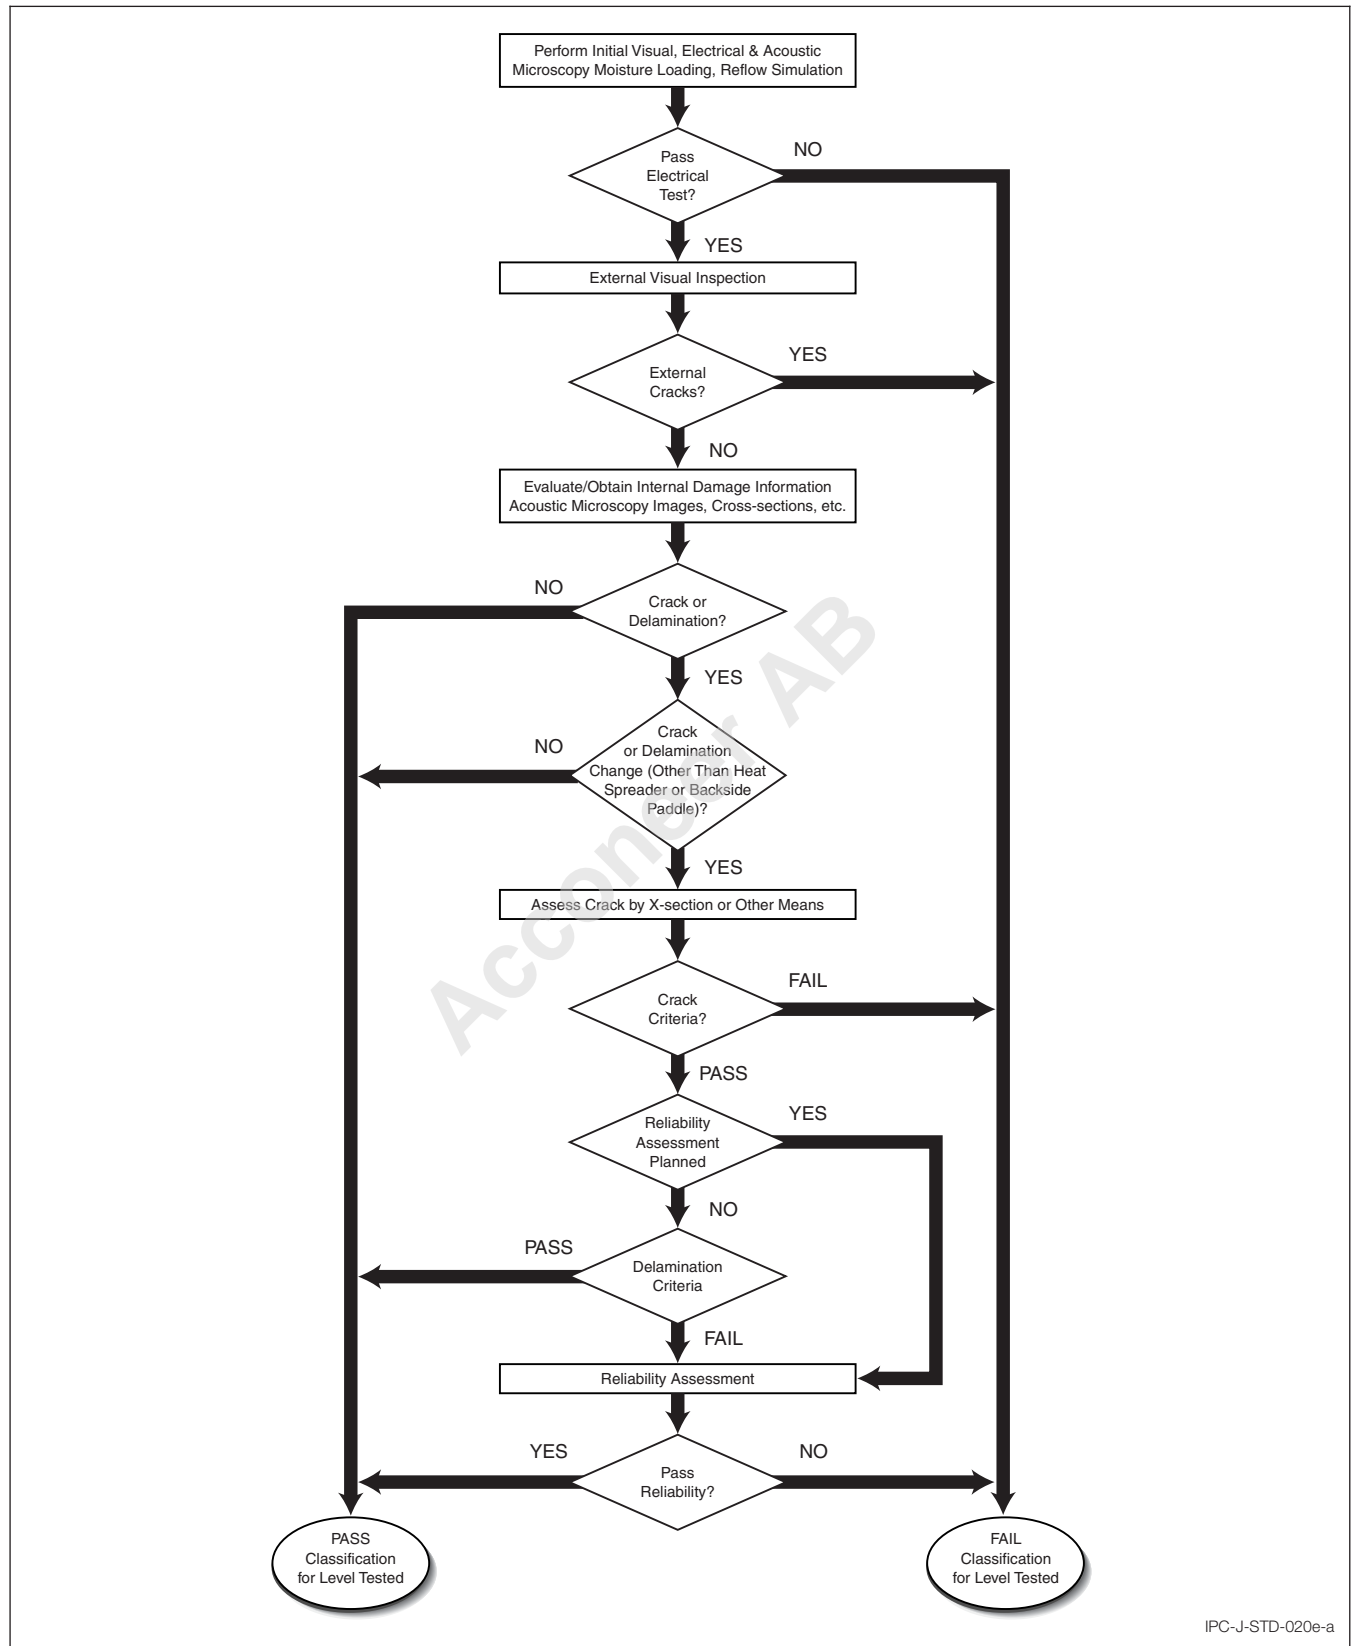 Perform Initial Visual, Electrical & Acoustic
Microscopy Moisture Loading, Reflow Simulation
Pass
Electrical
Test?
NO
YES
External Visual Inspection
External
Cracks?
YES
NO
Evaluate/Obtain Internal Damage Information
Acoustic Microscopy Images, Cross-sections, etc.
NO
Crack or
Delamination?
YES
NO
Crack
or Delamination
Change (Other Than Heat
Spreader or Backside
Paddle)?
YES
Assess Crack by X-section or Other Means
Crack
Criteria?
FAIL
PASS
Reliability
Assessment
Planned
YES
NO
PASS
Delamination
Criteria
FAIL
Reliability Assessment
YES
Pass
Reliability?
NO
PASS
Classification
for Level Tested
FAIL
Classification
for Level Tested
IPC-J-STD-020e-a
Acconeer AB